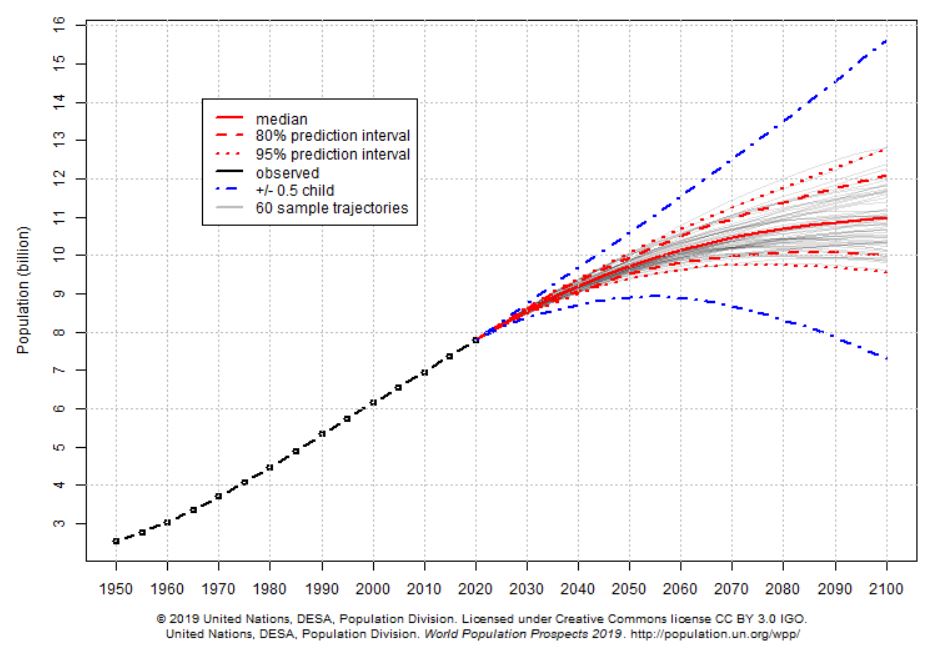 16
15
14
13
12
11
10
9
8
7
6
5
4
3
Population (billion)
median
80% prediction interval
95% prediction interval
observed
+/- 0.5 child
60 sample trajectories
1950 1960 1970 1980 1990 2000 2010 2020 2030 2040 2050 2060 2070 2080 2090 2100
© 2019 United Nations, DESA, Population Division. Licensed under Creative Commons license CC BY 3.0 IGO.
United Nations, DESA, Population Division. World Population Prospects 2019. http://population.un.org/wpp/